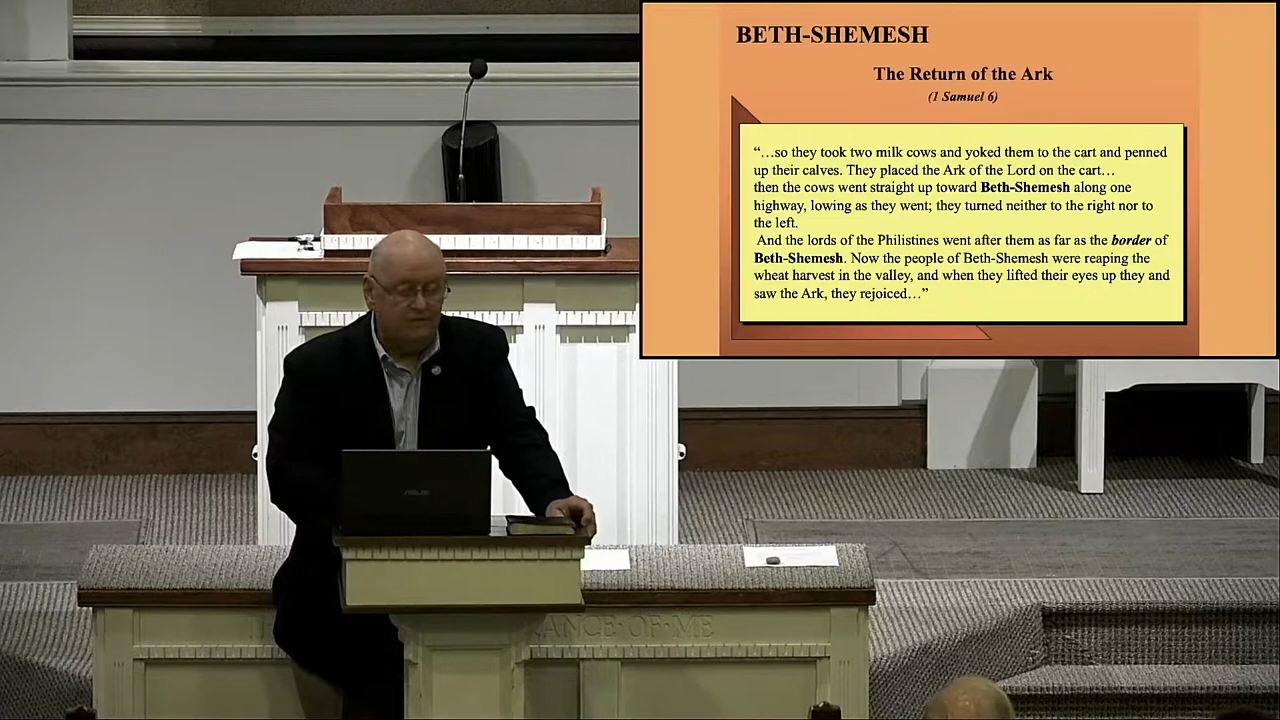 BETH-SHEMESH
The Return of the Ark
(1 Samuel 6)
“…so they took two milk cows and yoked them to the cart and penned
up their calves. They placed the Ark of the Lord on the cart…
then the cows went straight up toward Beth-Shemesh along one
highway, lowing as they went; they turned neither to the right nor to
the left.
And the lords of the Philistines went after them as far as the border of
Beth-Shemesh. Now the people of Beth-Shemesh were reaping the
wheat harvest in the valley, and when they lifted their eyes up they and
saw the Ark, they rejoiced…”
ASUS
RANCE·OF·ME